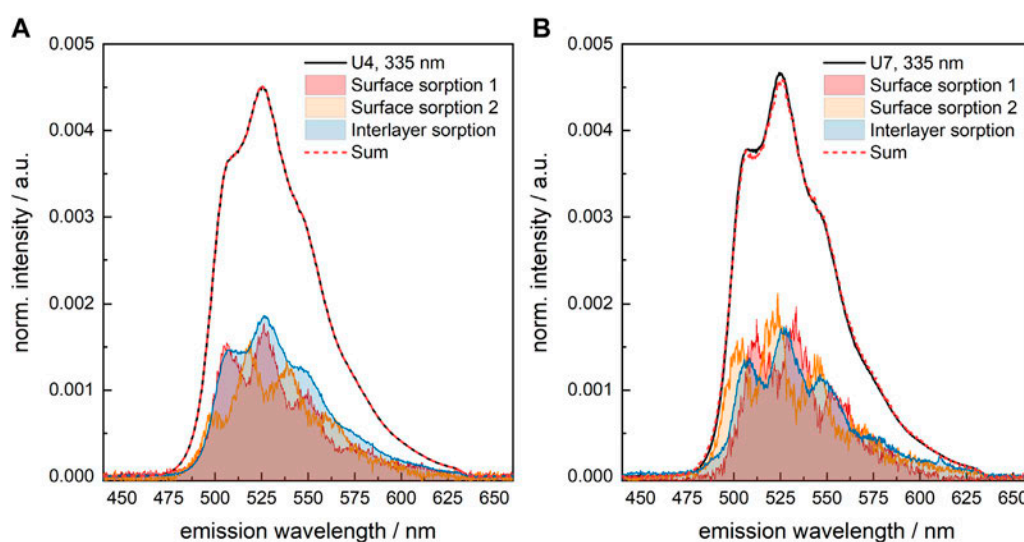 A
B
0.005
0.004
0.003
0.002
0.001
0.000
norm. intensity / a.u.
U4, 335 nm
Surface sorption 1
Surface sorption 2
Interlayer sorption
Sum
450 475 500 525 550 575 600 625 650
emission wavelength / nm
0.005
0.004
0.003
0.002
0.001
0.000
norm. intensity / a.u.
U7, 335 nm
Surface sorption 1
Surface sorption 2
Interlayer sorption
Sum
450 475 500 525 550 575 600 625 650
emission wavelength / nm